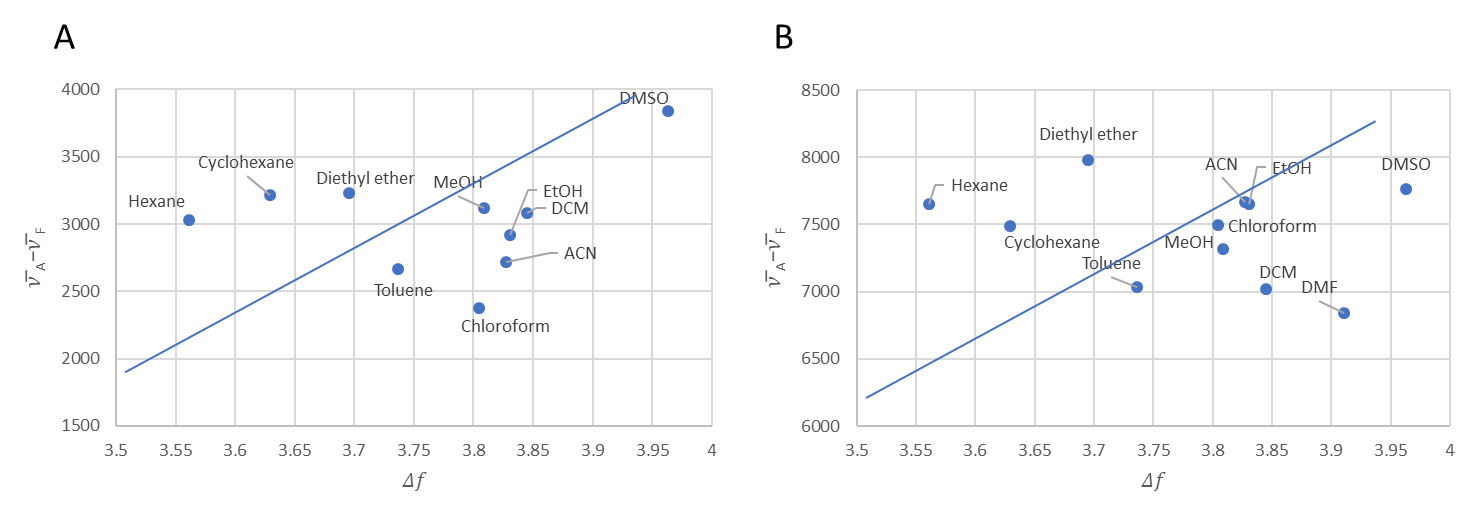 A
4000
3500
3000
2500
2000
1500
3.5 3.55 3.6 3.65 3.7 3.75 3.8 3.85 3.9 3.95 4
ν̅A−ν̅F
Δf
DMSO
Cyclohexane
Diethyl ether
MeOH
EtOH
Hexane
DCM
ACN
Toluene
Chloroform
B
8500
8000
7500
7000
6500
6000
3.5 3.55 3.6 3.65 3.7 3.75 3.8 3.85 3.9 3.95 4
ν̅A−ν̅F
Δf
Diethyl ether
ACN
EtOH
DMSO
Hexane
Chloroform
Cyclohexane
MeOH
Toluene
DCM
DMF